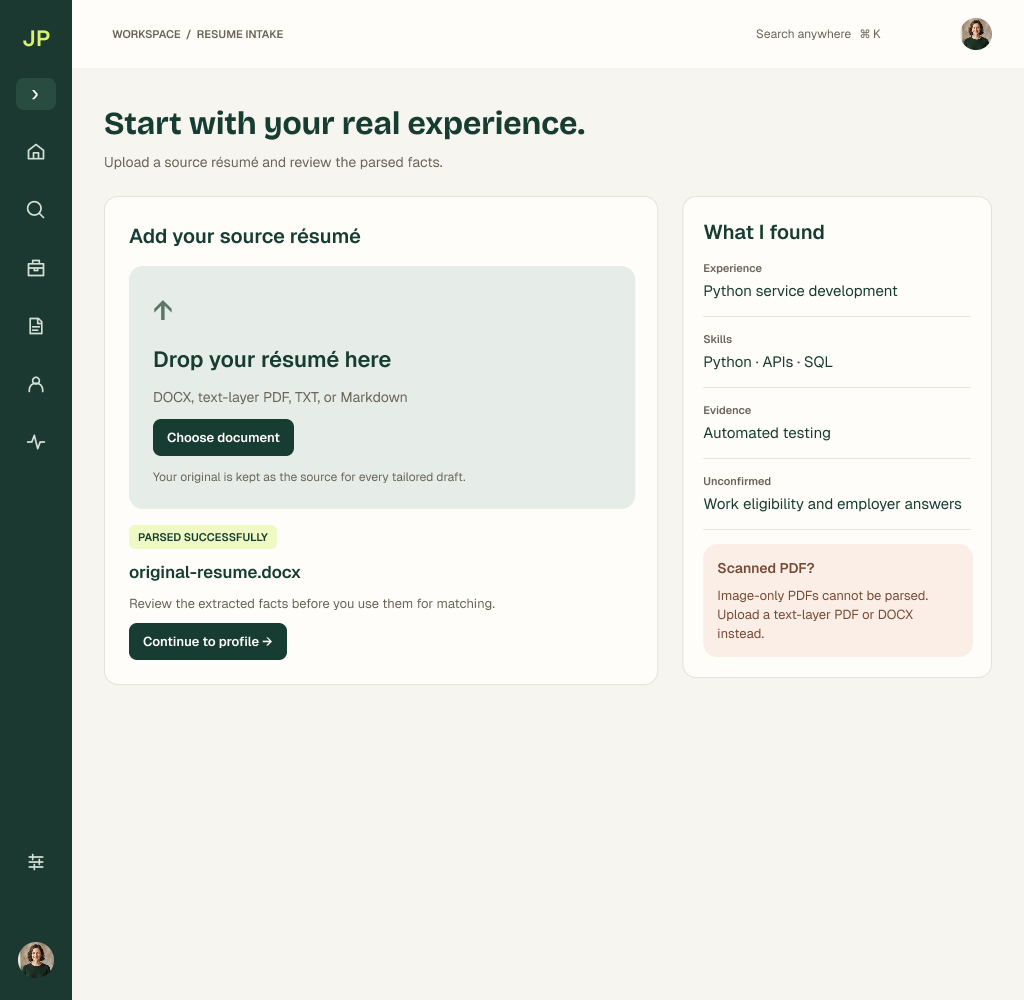 JP
WORKSPACE / RESUME INTAKE
Search anywhere ⌘ K
Start with your real experience.
Upload a source résumé and review the parsed facts.
Add your source résumé
Drop your résumé here
DOCX, text-layer PDF, TXT, or Markdown
Choose document
Your original is kept as the source for every tailored draft.
PARSED SUCCESSFULLY
original-resume.docx
Review the extracted facts before you use them for matching.
Continue to profile →
What I found
Experience
Python service development
Skills
Python · APIs · SQL
Evidence
Automated testing
Unconfirmed
Work eligibility and employer answers
Scanned PDF?
Image-only PDFs cannot be parsed.
Upload a text-layer PDF or DOCX
instead.